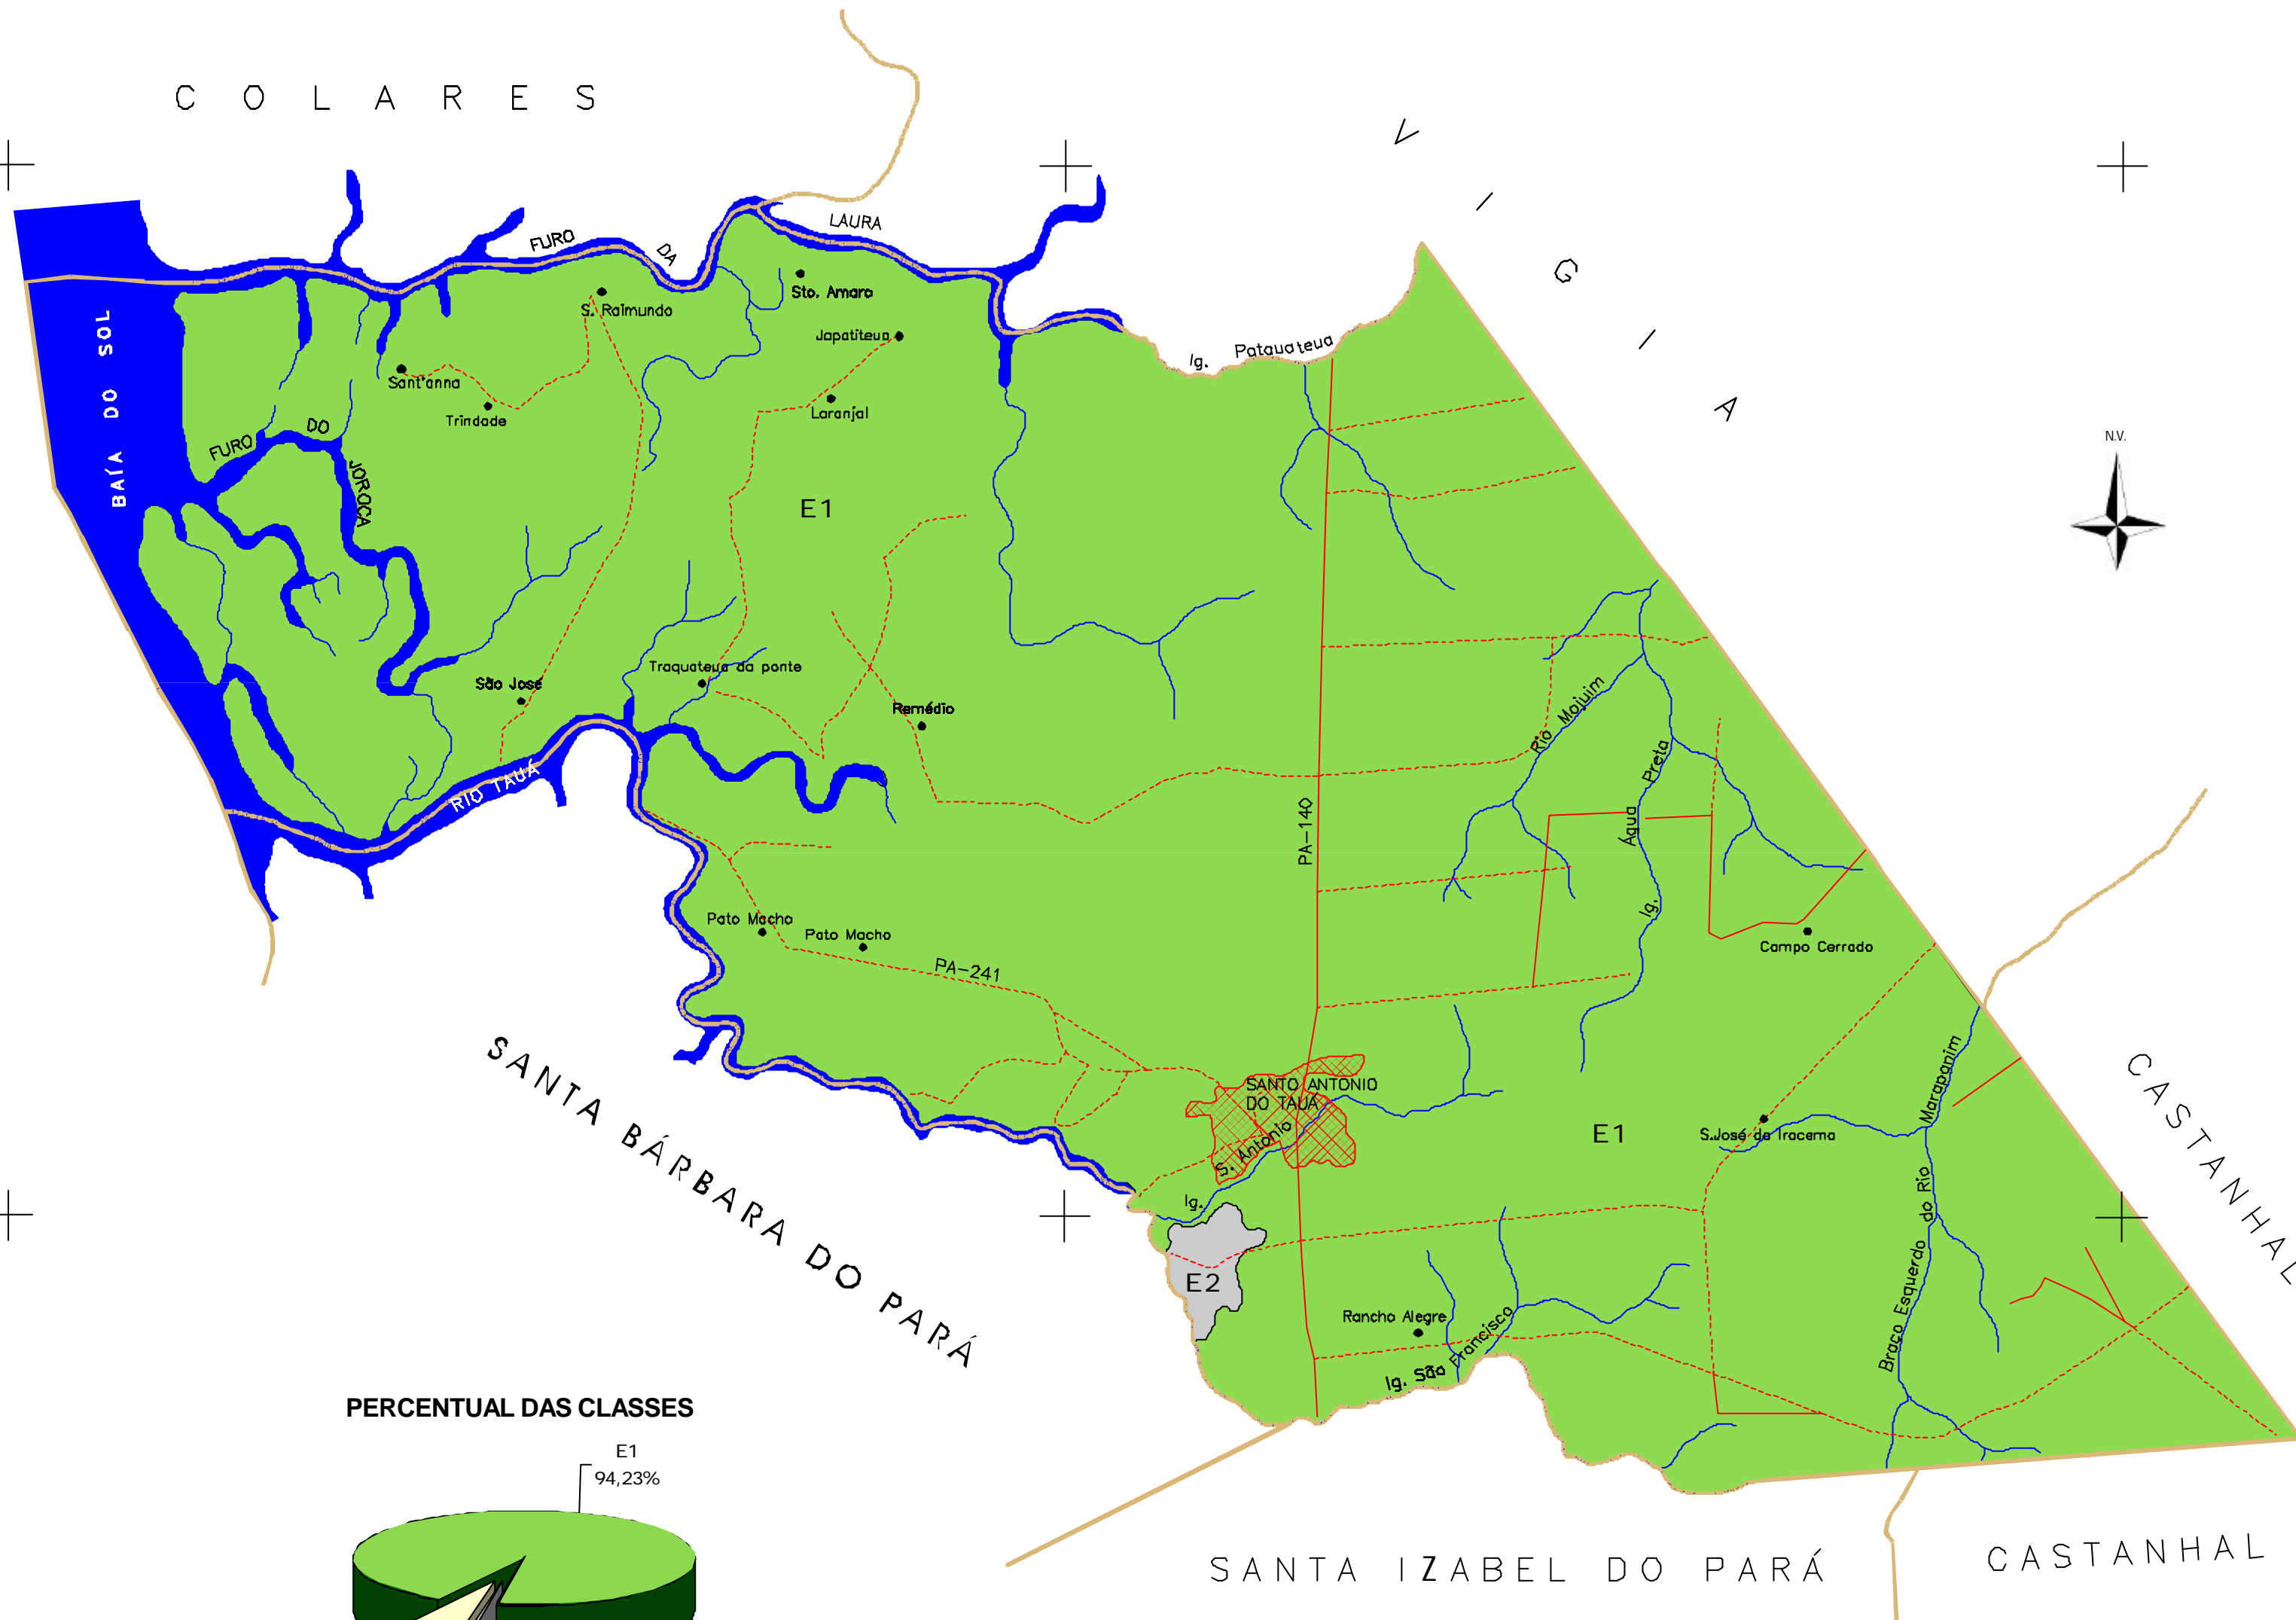 COLARES
VIGIA
LAURA
FURO
DA
Sto. Amaro
S. Raimundo
Japatiteua
Ig. Patauateua
BAÍA DO SOL
Sant'anna
Trindade
Laranjal
FURO DO JOROCA
N.V.
E1
Traquateua da ponte
São José
Remédio
Rio Mojuim
RIO TAUÁ
PA-140
Ig. Água Preta
Pato Macho
Pato Macho
Campo Cerrado
PA-241
SANTA BÁRBARA DO PARÁ
CASTANHAL
Marapanim
SANTO ANTONIO
DO TAUÁ
E1
S.José da Iracema
Ig. S. Antonio
Braço Esquerdo do Rio
E2
Rancho Alegre
Ig. São Francisco
PERCENTUAL DAS CLASSES
E1
94,23%
SANTA IZABEL DO PARÁ
CASTANHAL